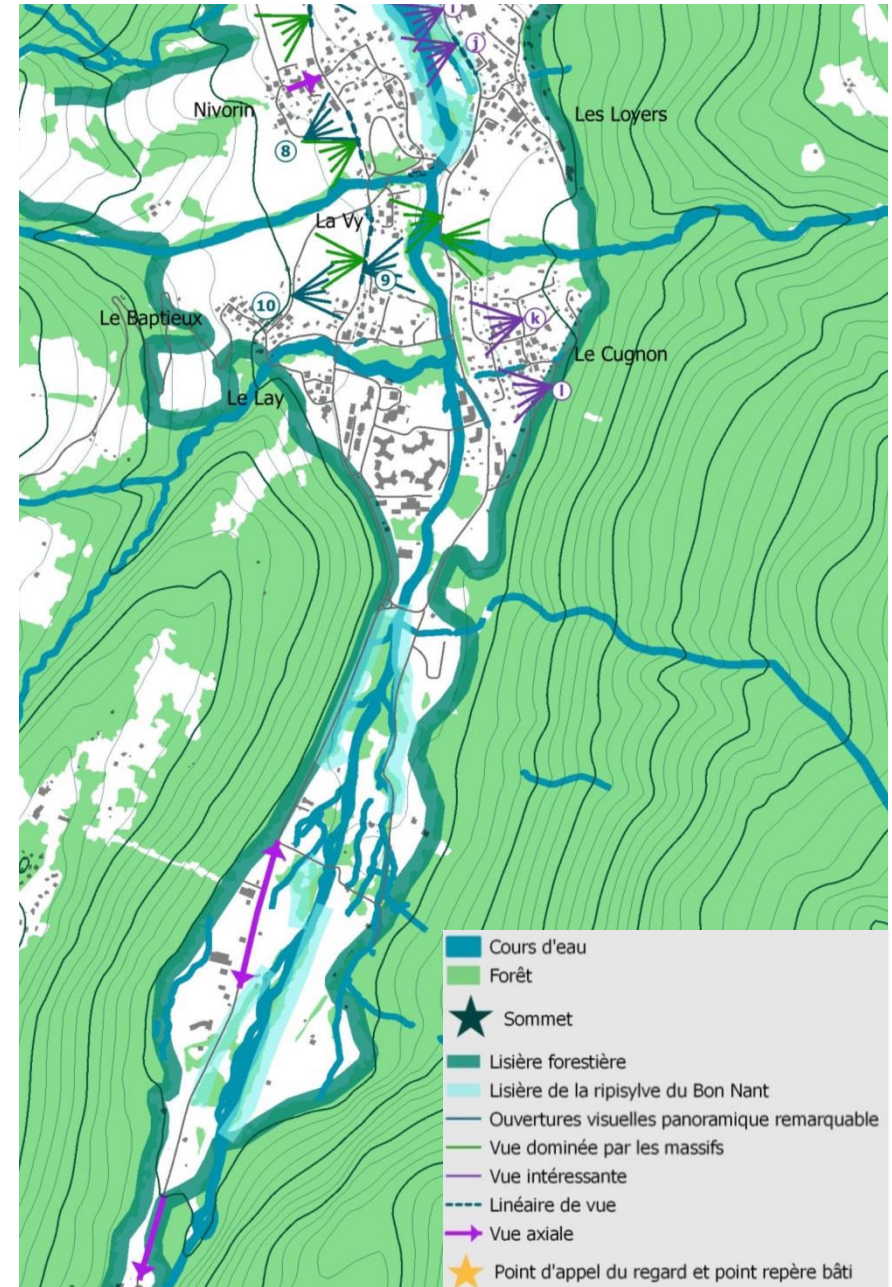 i
j
Nivorin
Les Loyers
8
La Vy
9
10
k
Le Baptieux
Le Cugnon
l
Le Lay
Cours d'eau
Forêt
Sommet
Lisière forestière
Lisière de la ripisylve du Bon Nant
Ouvertures visuelles panoramique remarquable
Vue dominée par les massifs
Vue intéressante
Linéaire de vue
Vue axiale
Point d'appel du regard et point repère bâti